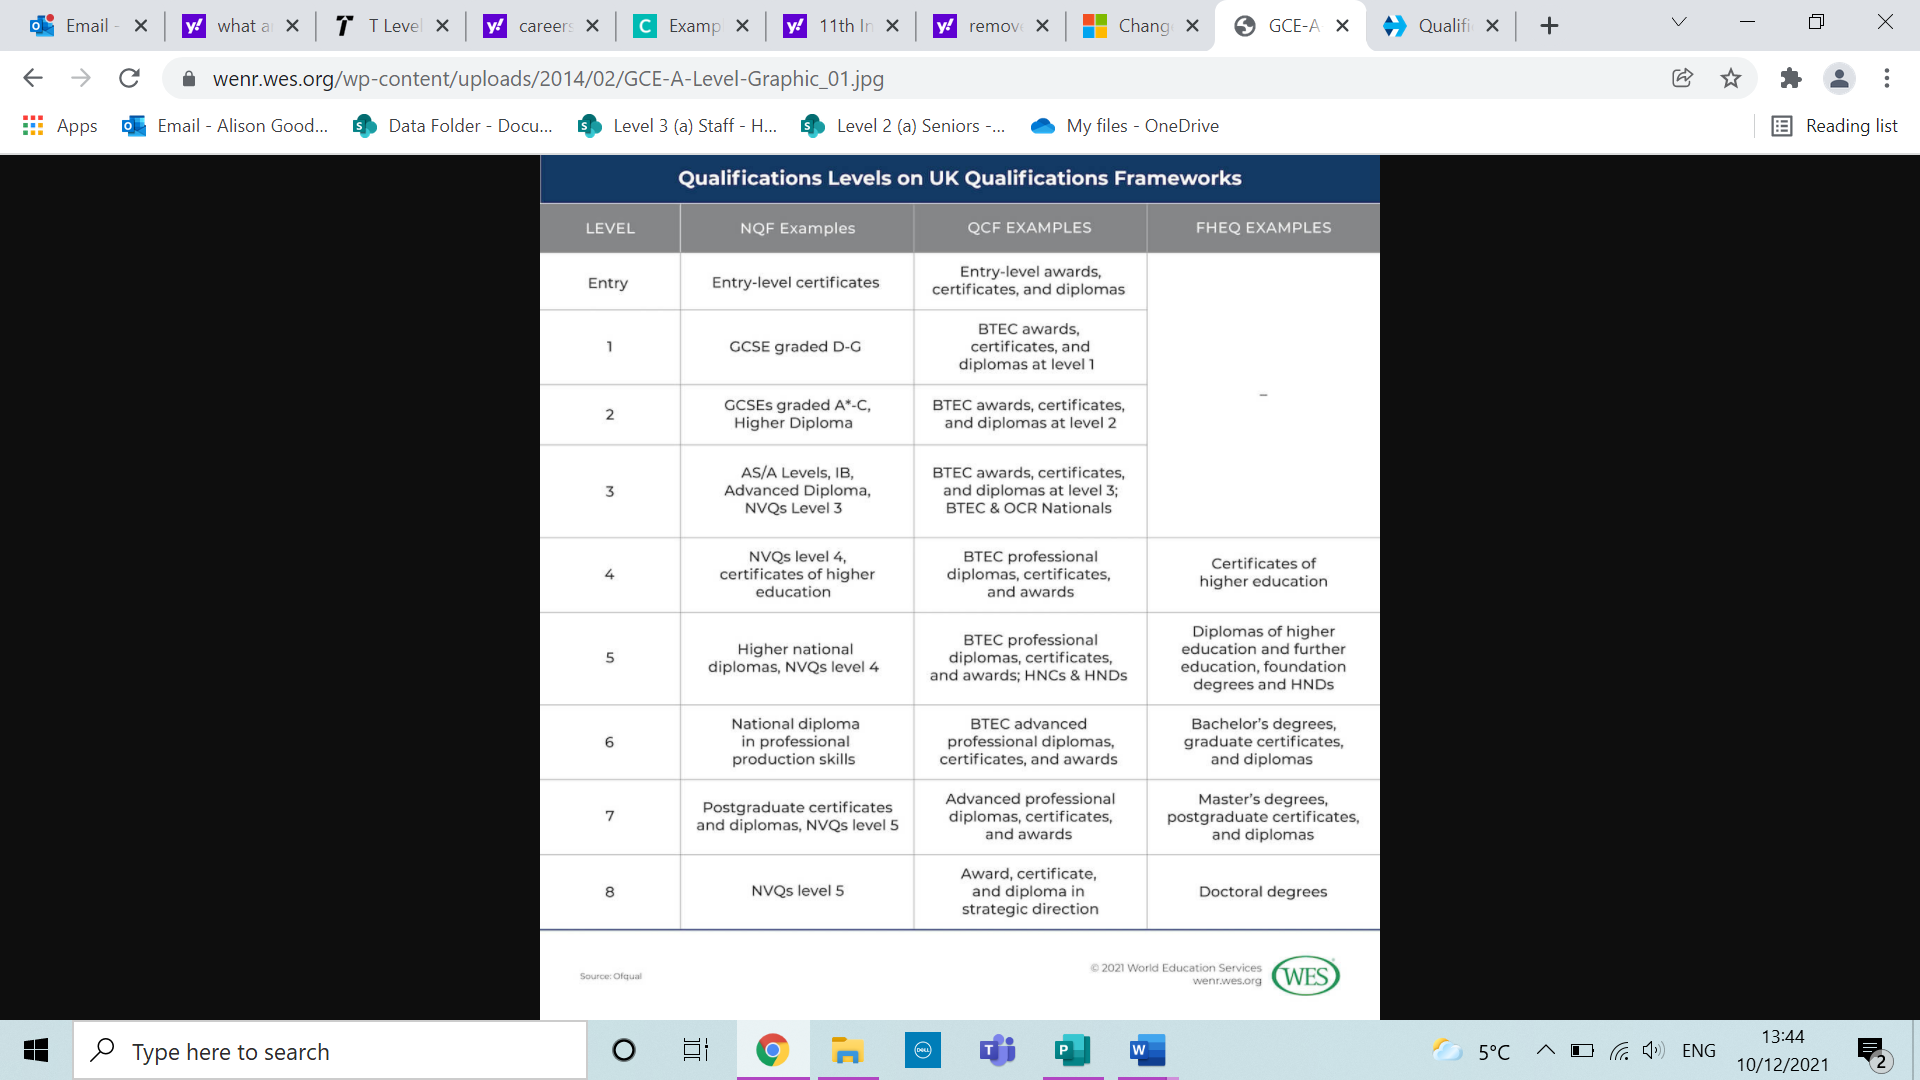 Email -
what a
T Level
careers
Examp
11th In
remov
Chang
GCE-A
Qualifi
wenr.wes.org/wp-content/uploads/2014/02/GCE-A-Level-Graphic_01.jpg
Apps
Email - Alison Good...
Data Folder - Docu...
Level 3 (a) Staff - H...
Level 2 (a) Seniors -...
My files - OneDrive
Reading list
Qualifications Levels on UK Qualifications Frameworks
LEVEL
NQF Examples
QCF EXAMPLES
FHEQ EXAMPLES
Entry
Entry-level certificates
Entry-level awards,
certificates, and diplomas
–
1
GCSE graded D-G
BTEC awards,
certificates, and
diplomas at level 1
2
GCSEs graded A*-C,
Higher Diploma
BTEC awards, certificates,
and diplomas at level 2
3
AS/A Levels, IB,
Advanced Diploma,
NVQs Level 3
BTEC awards, certificates,
and diplomas at level 3;
BTEC & OCR Nationals
4
NVQs level 4,
certificates of higher
education
BTEC professional
diplomas, certificates,
and awards
Certificates of
higher education
5
Higher national
diplomas, NVQs level 4
BTEC professional
diplomas, certificates,
and awards; HNCs & HNDs
Diplomas of higher
education and further
education, foundation
degrees and HNDs
6
National diploma
in professional
production skills
BTEC advanced
professional diplomas,
certificates, and awards
Bachelor's degrees,
graduate certificates,
and diplomas
7
Postgraduate certificates
and diplomas, NVQs level 5
Advanced professional
diplomas, certificates,
and awards
Master's degrees,
postgraduate certificates,
and diplomas
8
NVQs level 5
Award, certificate,
and diploma in
strategic direction
Doctoral degrees
Source: Ofqual
© 2021 World Education Services
wenr.wes.org
WES
Type here to search
DELL
5°C
ENG
13:44
10/12/2021
2